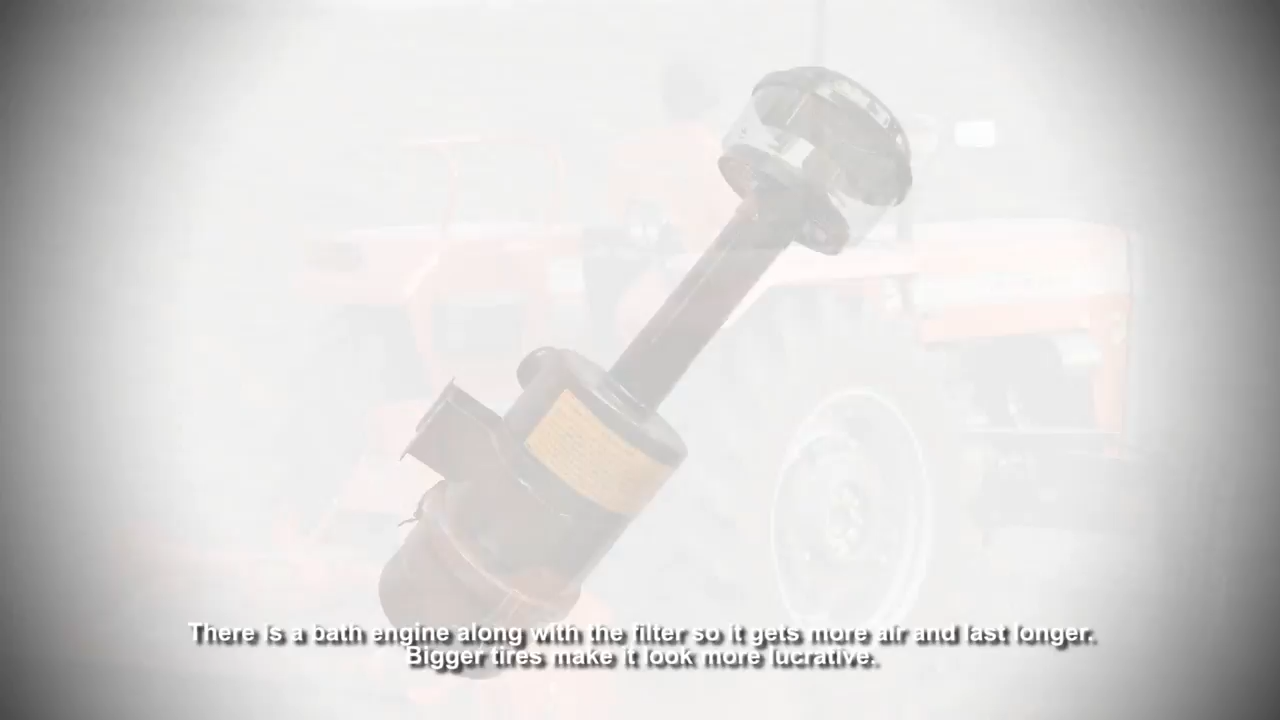 There is a bath engine along with the filter so it gets more air and last longer.
Bigger tires make it look more lucrative.